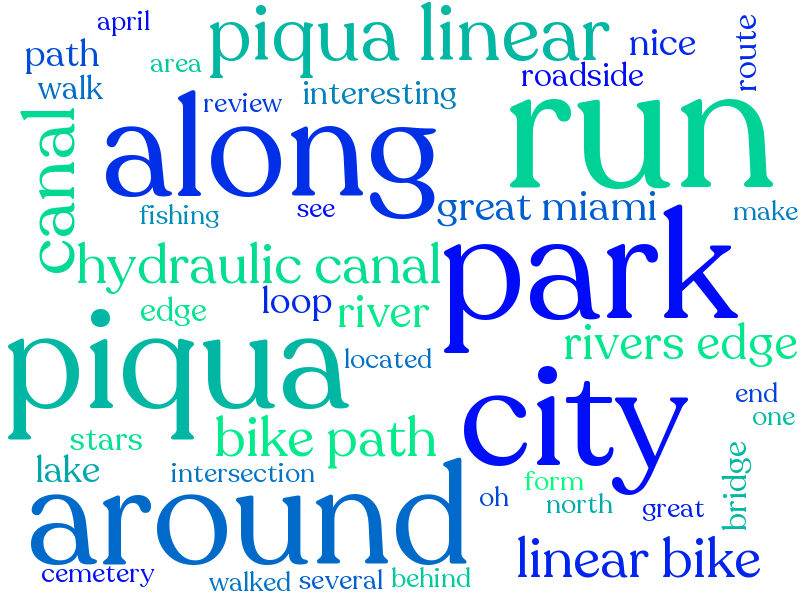 april
piqua linear
nice
path
area
roadside
route
walk
review
interesting
run
canal
along
fishing
see
great miami
make
hydraulic canal
park
edge
loop
river
rivers edge
piqua
located
city
end
one
stars
bike path
bridge
lake
intersection
form
around
oh
north
great
linear bike
cemetery
walked
several
behind